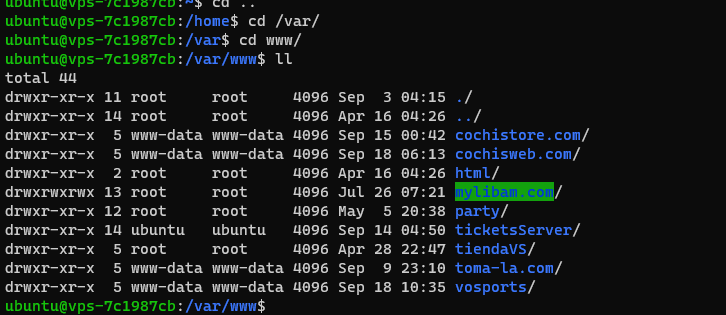 ubuntu@vps-7c1987cb:~$ cd ..
ubuntu@vps-7c1987cb:/home$ cd /var/
ubuntu@vps-7c1987cb:/var$ cd www/
ubuntu@vps-7c1987cb:/var/www$ ll
total 44
drwxr-xr-x 11 root     root     4096 Sep  3 04:15 ./
drwxr-xr-x 14 root     root     4096 Apr 16 04:26 ../
drwxr-xr-x  5 www-data www-data 4096 Sep 15 00:42 cochistore.com/
drwxr-xr-x  5 www-data www-data 4096 Sep 18 06:13 cochisweb.com/
drwxr-xr-x  2 root     root     4096 Apr 16 04:26 html/
drwxrwxrwx 13 root     root     4096 Jul 26 07:21 mylibam.com/
drwxr-xr-x 12 root     root     4096 May  5 20:38 party/
drwxr-xr-x 14 ubuntu   ubuntu   4096 Sep 14 04:50 ticketsServer/
drwxr-xr-x  5 root     root     4096 Apr 28 22:47 tiendaVS/
drwxr-xr-x  5 www-data www-data 4096 Sep  9 23:10 toma-la.com/
drwxr-xr-x  5 www-data www-data 4096 Sep 18 10:35 vosports/
ubuntu@vps-7c1987cb:/var/www$